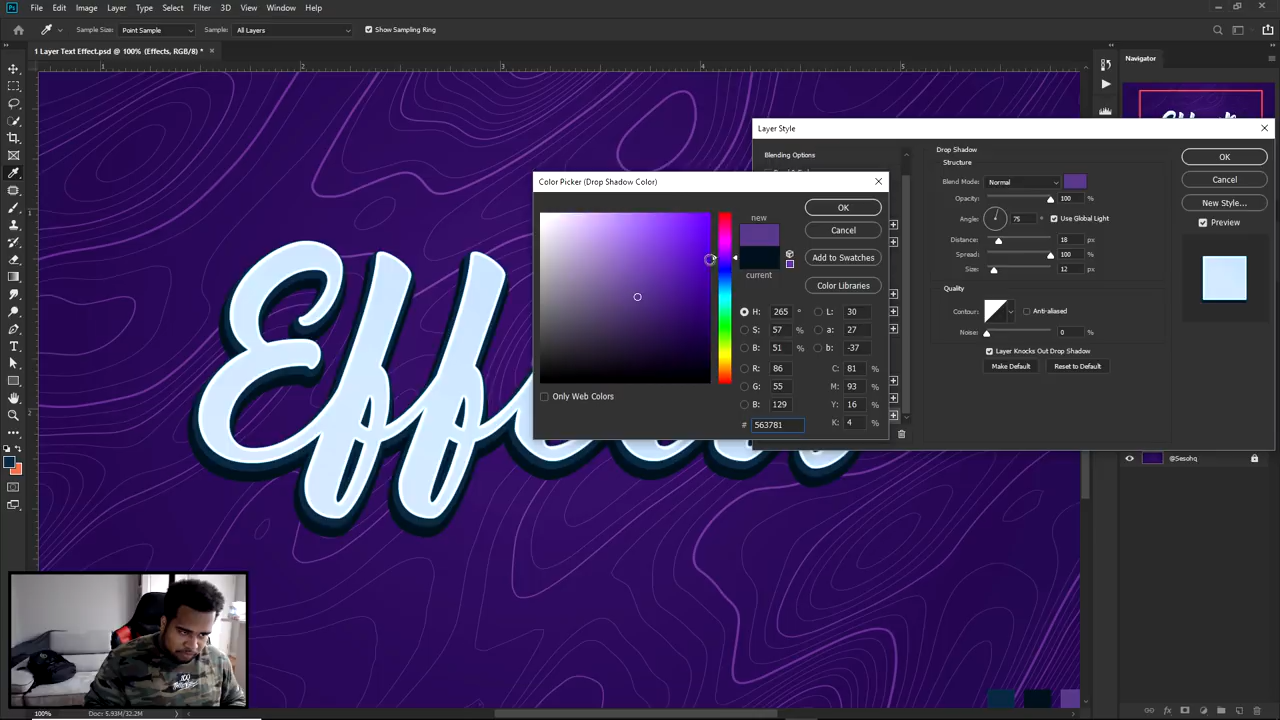 Ps File Edit Image Layer Type Select Filter 3D View Window Help
Sample Size: Point Sample Sample: All Layers Show Sampling Ring
1 Layer Text Effect.psd @ 100% (Effects, RGB/8) * ×
Navigator
1 2 3 4 5
Layer Style
Blending Options
Drop Shadow
Structure
Blend Mode: Normal
Opacity: 100 %
Angle: 75 ° Use Global Light
Distance: 18 px
Spread: 100 %
Size: 12 px
Quality
Contour: Anti-aliased
Noise: 0 %
Layer Knocks Out Drop Shadow
Make Default Reset to Default
OK
Cancel
New Style...
Preview
Color Picker (Drop Shadow Color)
new
current
OK
Cancel
Add to Swatches
Color Libraries
H: 265 ° L: 30
S: 57 % a: 27
B: 51 % b: -37
R: 86 C: 81 %
G: 55 M: 93 %
B: 129 Y: 16 %
# 563781 K: 4 %
Only Web Colors
@Sesohq
100% Doc: 5.93M/32.2M